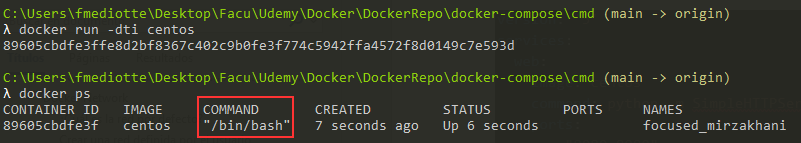 C:\Users\fmediotte\Desktop\Facu\Udemy\Docker\DockerRepo\docker-compose\cmd (main -> origin)
λ docker run -dti centos
89605cbdfe3ffe8d2bf8367c402c9b0fe3f774c5942ffa4572f8d0149c7e593d
C:\Users\fmediotte\Desktop\Facu\Udemy\Docker\DockerRepo\docker-compose\cmd (main -> origin)
λ docker ps
CONTAINER ID IMAGE COMMAND CREATED STATUS PORTS NAMES
89605cbdfe3f centos "/bin/bash" 7 seconds ago Up 6 seconds focused_mirzakhani